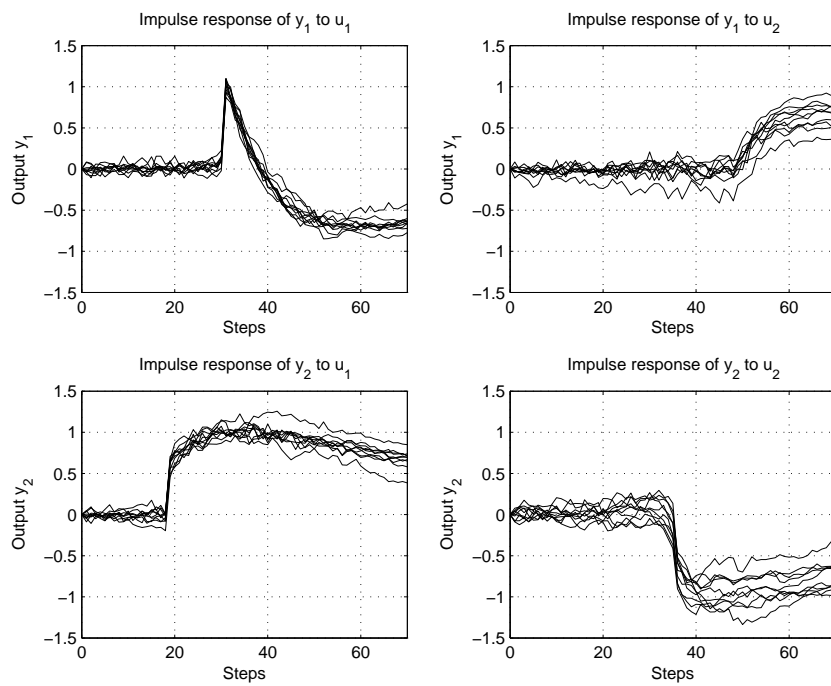 Impulse response of y₁ to u₁
1.5
1
0.5
0
−0.5
−1
−1.5
Output y₁
0 20 40 60
Steps
Impulse response of y₁ to u₂
1.5
1
0.5
0
−0.5
−1
−1.5
Output y₁
0 20 40 60
Steps
Impulse response of y₂ to u₁
1.5
1
0.5
0
−0.5
−1
−1.5
Output y₂
0 20 40 60
Steps
Impulse response of y₂ to u₂
1.5
1
0.5
0
−0.5
−1
−1.5
Output y₂
0 20 40 60
Steps